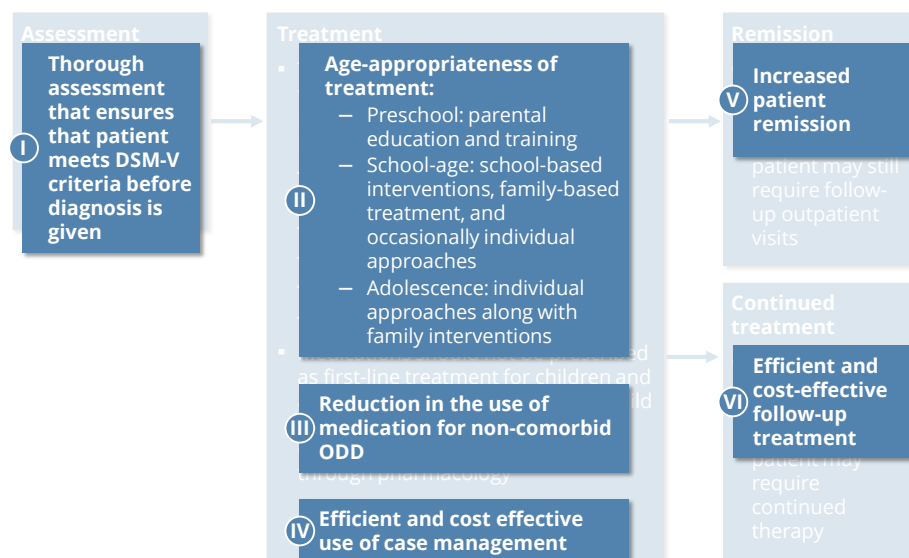 Assessment
Thorough
assessment
that ensures
that patient
meets DSM-V
criteria before
diagnosis is
given
I
Treatment
Age-appropriateness of
treatment:
– Preschool: parental
education and training
– School-age: school-based
interventions, family-based
treatment, and
occasionally individual
approaches
– Adolescence: individual
approaches along with
family interventions
II
as first-line treatment for children and
Reduction in the use of
medication for non-comorbid
ODD
III
through pharmacology
Efficient and cost effective
use of case management
IV
Remission
Increased
patient
remission
V
patient may still
require follow-
up outpatient
visits
Continued
treatment
Efficient and
cost-effective
follow-up
treatment
VI
patient may
require
continued
therapy